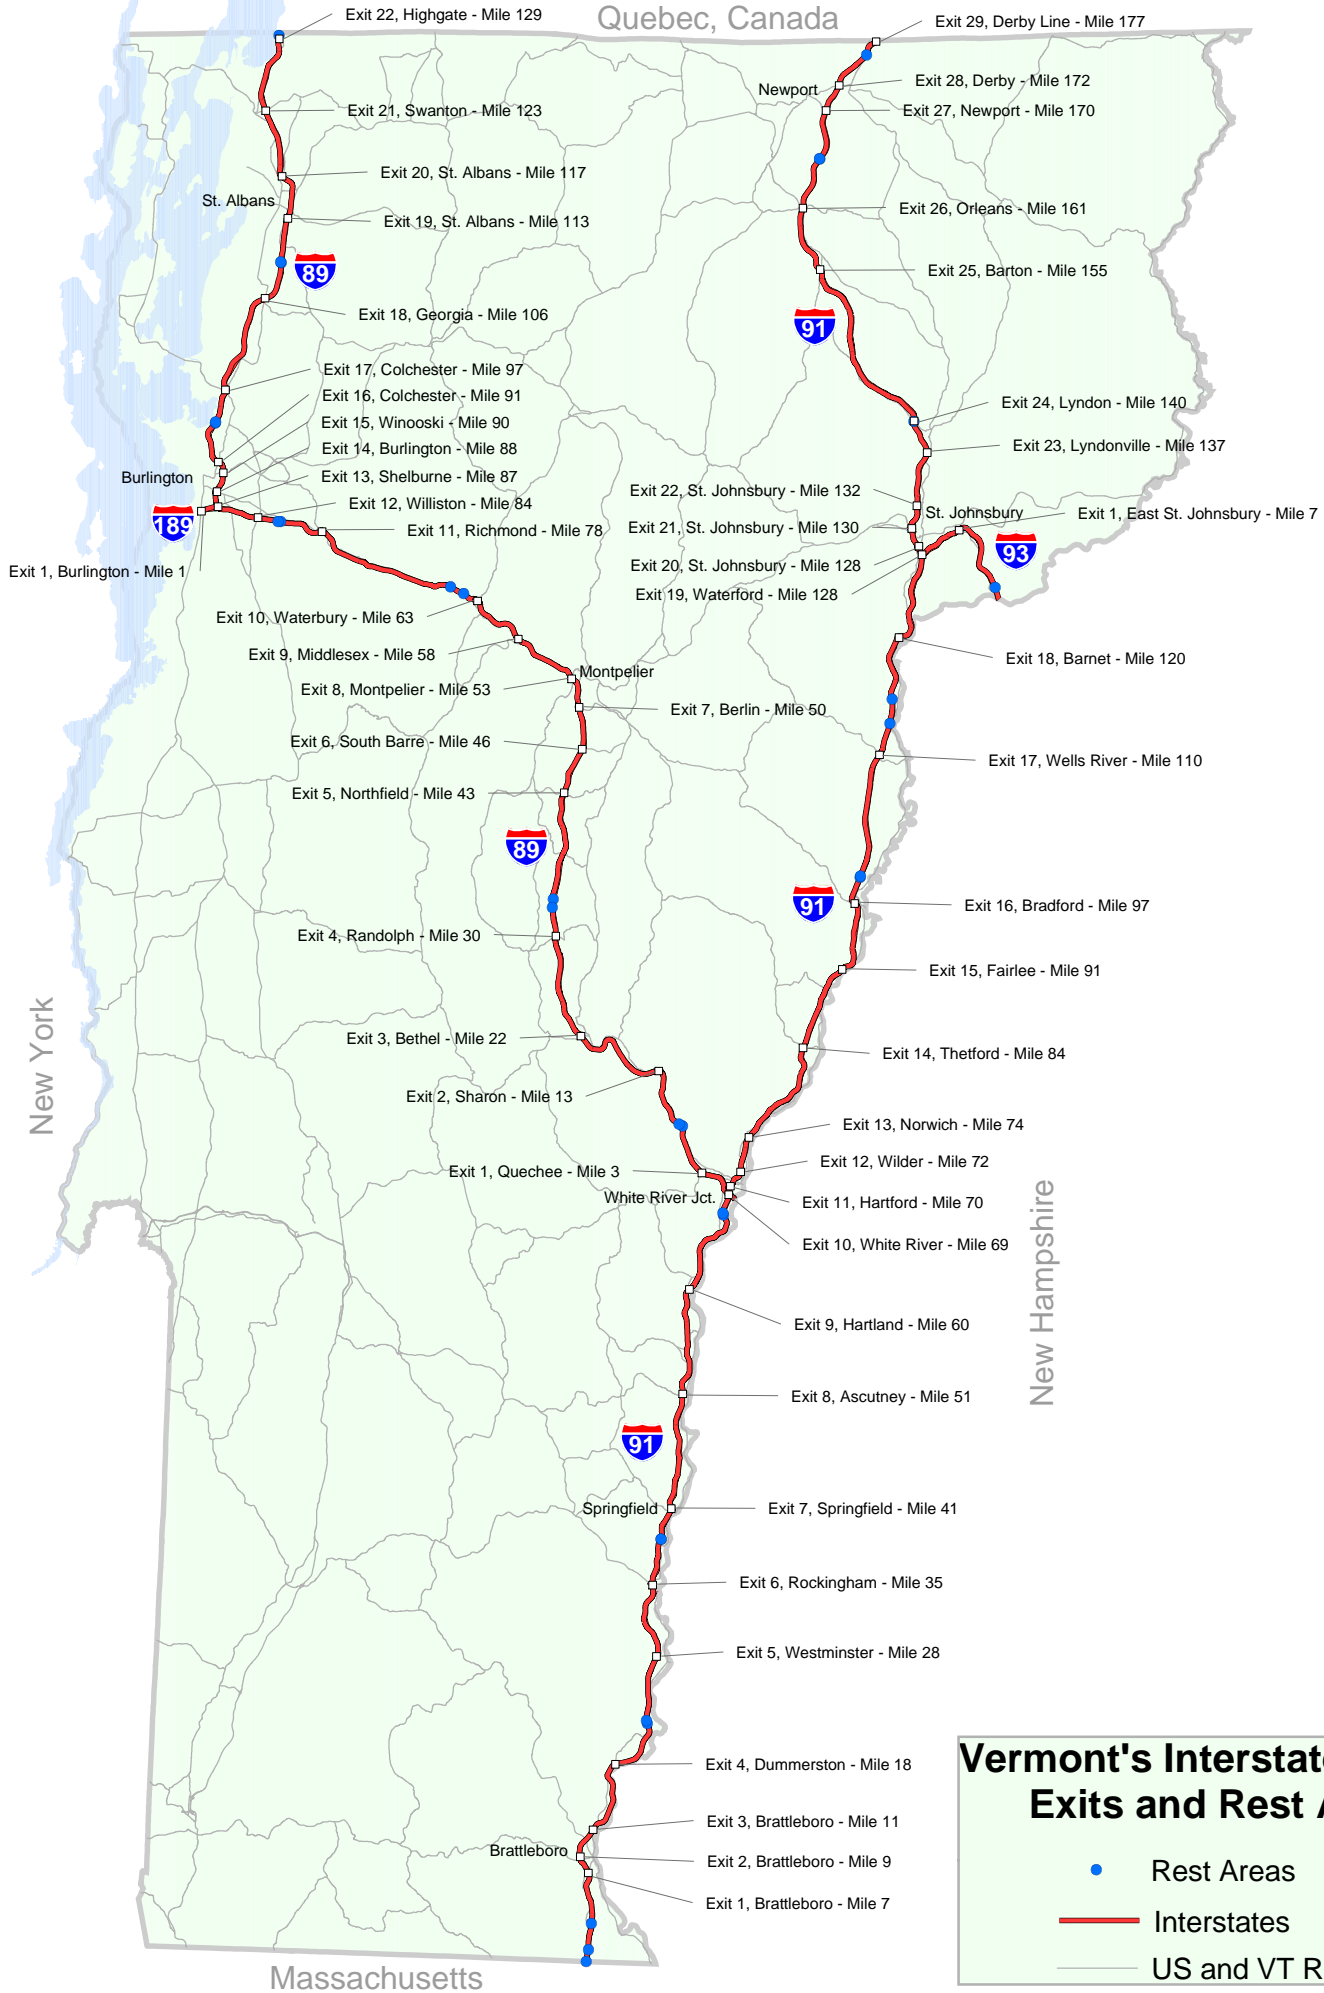 Quebec, Canada
Exit 22, Highgate - Mile 129
Exit 29, Derby Line - Mile 177
Newport
Exit 28, Derby - Mile 172
Exit 21, Swanton - Mile 123
Exit 27, Newport - Mile 170
Exit 20, St. Albans - Mile 117
St. Albans
Exit 19, St. Albans - Mile 113
Exit 26, Orleans - Mile 161
89
Exit 25, Barton - Mile 155
Exit 18, Georgia - Mile 106
91
Exit 17, Colchester - Mile 97
Exit 16, Colchester - Mile 91
Exit 24, Lyndon - Mile 140
Exit 15, Winooski - Mile 90
Exit 14, Burlington - Mile 88
Exit 23, Lyndonville - Mile 137
Burlington
Exit 13, Shelburne - Mile 87
Exit 22, St. Johnsbury - Mile 132
Exit 12, Williston - Mile 84
St. Johnsbury
Exit 1, East St. Johnsbury - Mile 7
189
Exit 11, Richmond - Mile 78
Exit 21, St. Johnsbury - Mile 130
93
Exit 1, Burlington - Mile 1
Exit 20, St. Johnsbury - Mile 128
Exit 19, Waterford - Mile 128
Exit 10, Waterbury - Mile 63
Exit 9, Middlesex - Mile 58
Exit 18, Barnet - Mile 120
Montpelier
Exit 8, Montpelier - Mile 53
Exit 7, Berlin - Mile 50
Exit 6, South Barre - Mile 46
Exit 17, Wells River - Mile 110
Exit 5, Northfield - Mile 43
89
91
Exit 16, Bradford - Mile 97
Exit 4, Randolph - Mile 30
Exit 15, Fairlee - Mile 91
New York
Exit 3, Bethel - Mile 22
Exit 14, Thetford - Mile 84
Exit 2, Sharon - Mile 13
Exit 13, Norwich - Mile 74
Exit 1, Quechee - Mile 3
Exit 12, Wilder - Mile 72
White River Jct.
Exit 11, Hartford - Mile 70
Exit 10, White River - Mile 69
New Hampshire
Exit 9, Hartland - Mile 60
Exit 8, Ascutney - Mile 51
91
Springfield
Exit 7, Springfield - Mile 41
Exit 6, Rockingham - Mile 35
Exit 5, Westminster - Mile 28
Exit 4, Dummerston - Mile 18
Exit 3, Brattleboro - Mile 11
Brattleboro
Exit 2, Brattleboro - Mile 9
Exit 1, Brattleboro - Mile 7
Massachusetts
Vermont's Interstate
Exits and Rest
Rest Areas
Interstates
US and VT